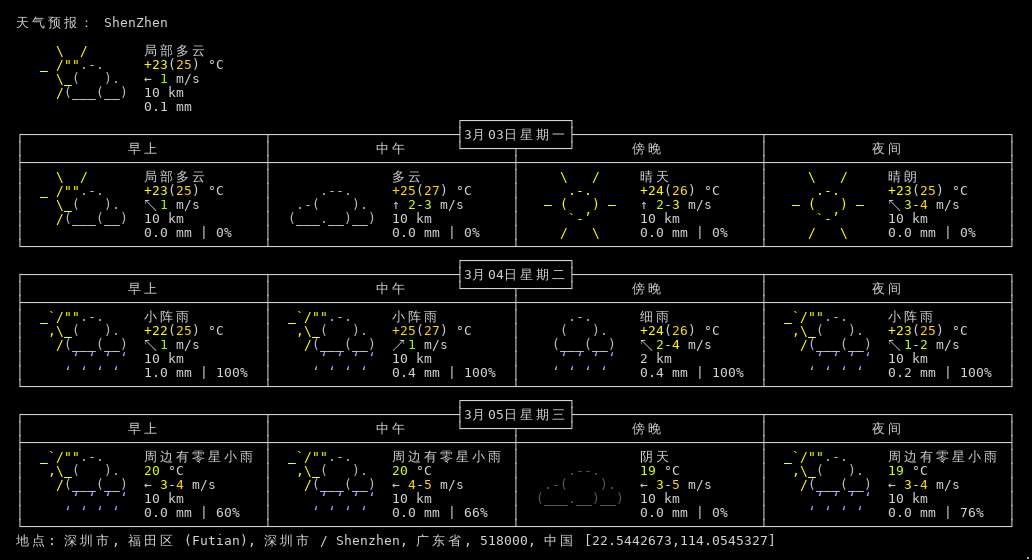 天气预报： ShenZhen
局部多云
+23(25) °C
← 1 m/s
10 km
0.1 mm
3月03日星期一
早上 中午 傍晚 夜间
局部多云 多云 晴天 晴朗
+23(25) °C +25(27) °C +24(26) °C +23(25) °C
↖ 1 m/s ↑ 2-3 m/s ↑ 2-3 m/s ↖ 3-4 m/s
10 km 10 km 10 km 10 km
0.0 mm | 0% 0.0 mm | 0% 0.0 mm | 0% 0.0 mm | 0%
3月04日星期二
早上 中午 傍晚 夜间
小阵雨 小阵雨 细雨 小阵雨
+22(25) °C +25(27) °C +24(26) °C +23(25) °C
↖ 1 m/s ↗ 1 m/s ↖ 2-4 m/s ↖ 1-2 m/s
10 km 10 km 2 km 10 km
1.0 mm | 100% 0.4 mm | 100% 0.4 mm | 100% 0.2 mm | 100%
3月05日星期三
早上 中午 傍晚 夜间
周边有零星小雨 周边有零星小雨 阴天 周边有零星小雨
20 °C 20 °C 19 °C 19 °C
← 3-4 m/s ← 4-5 m/s ← 3-5 m/s ← 3-4 m/s
10 km 10 km 10 km 10 km
0.0 mm | 60% 0.0 mm | 66% 0.0 mm | 0% 0.0 mm | 76%
地点: 深圳市, 福田区 (Futian), 深圳市 / Shenzhen, 广东省, 518000, 中国 [22.5442673,114.0545327]